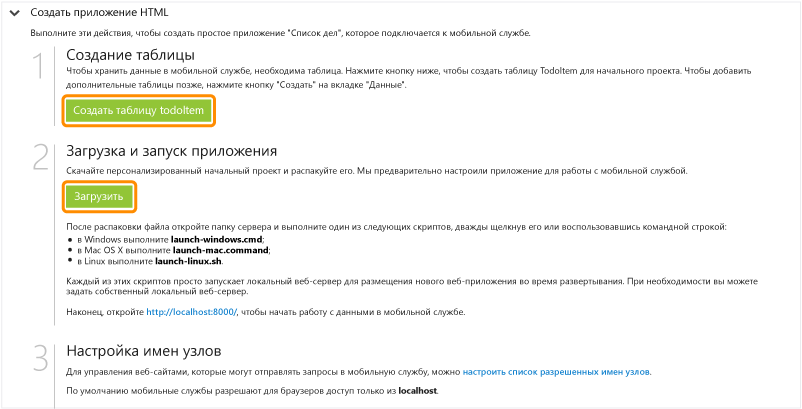 Создать приложение HTML
Выполните эти действия, чтобы создать простое приложение "Список дел", которое подключается к мобильной службе.
1
Создание таблицы
Чтобы хранить данные в мобильной службе, необходима таблица. Нажмите кнопку ниже, чтобы создать таблицу TodoItem для начального проекта. Чтобы добавить
дополнительные таблицы позже, нажмите кнопку "Создать" на вкладке "Данные".
Создать таблицу todoItem
2
Загрузка и запуск приложения
Скачайте персонализированный начальный проект и распакуйте его. Мы предварительно настроили приложение для работы с мобильной службой.
Загрузить
После распаковки файла откройте папку сервера и выполните один из следующих скриптов, дважды щелкнув его или воспользовавшись командной строкой:
• в Windows выполните launch-windows.cmd;
• в Mac OS X выполните launch-mac.command;
• в Linux выполните launch-linux.sh.
Каждый из этих скриптов просто запускает локальный веб-сервер для размещения нового веб-приложения во время развертывания. При необходимости вы можете
задать собственный локальный веб-сервер.
Наконец, откройте http://localhost:8000/, чтобы начать работу с данными в мобильной службе.
3
Настройка имен узлов
Для управления веб-сайтами, которые могут отправлять запросы в мобильную службу, можно настроить список разрешенных имен узлов.
По умолчанию мобильные службы разрешают для браузеров доступ только из localhost.